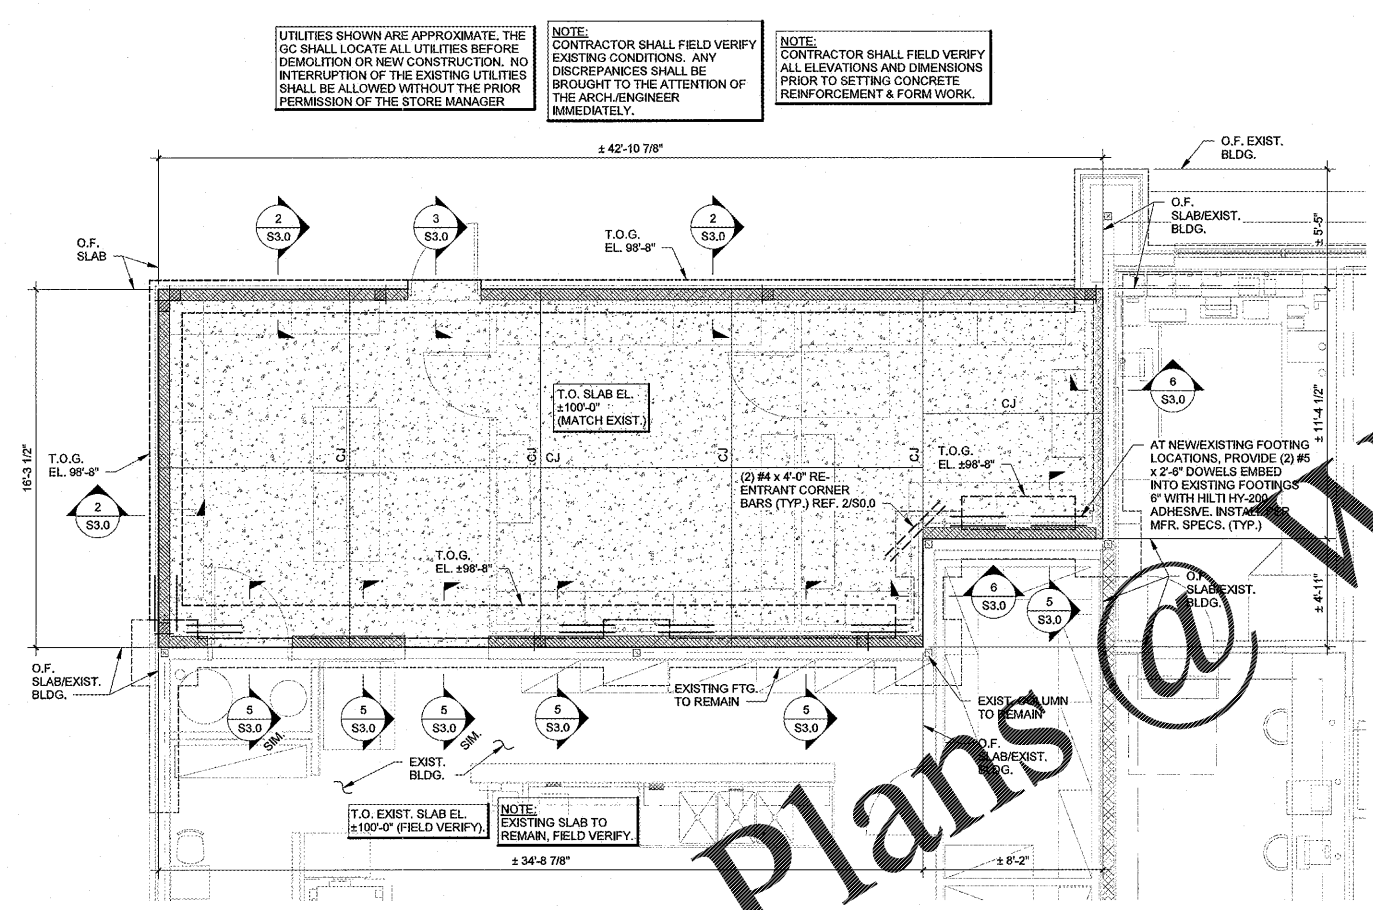 UTILITIES SHOWN ARE APPROXIMATE. THE
GC SHALL LOCATE ALL UTILITIES BEFORE
DEMOLITION OR NEW CONSTRUCTION. NO
INTERRUPTION OF THE EXISTING UTILITIES
SHALL BE ALLOWED WITHOUT THE PRIOR
PERMISSION OF THE STORE MANAGER
NOTE:
CONTRACTOR SHALL FIELD VERIFY
EXISTING CONDITIONS. ANY
DISCREPANICES SHALL BE
BROUGHT TO THE ATTENTION OF
THE ARCH./ENGINEER
IMMEDIATELY.
NOTE:
CONTRACTOR SHALL FIELD VERIFY
ALL ELEVATIONS AND DIMENSIONS
PRIOR TO SETTING CONCRETE
REINFORCEMENT & FORM WORK.
± 42'-10 7/8"
O.F. EXIST.
BLDG.
O.F.
SLAB/EXIST.
BLDG.
± 5'-5"
2
S3.0
3
S3.0
2
S3.0
T.O.G.
EL. 98'-8"
O.F.
SLAB
T.O. SLAB EL.
±100'-0"
(MATCH EXIST.)
CJ
6
S3.0
± 11'-4 1/2"
16'-3 1/2"
T.O.G.
EL. 98'-8"
2
S3.0
CJ
CJ
CJ
CJ
CJ
T.O.G.
EL. ±98'-8"
(2) #4 x 4'-0" RE-
ENTRANT CORNER
BARS (TYP.) REF. 2/S0.0
AT NEW/EXISTING FOOTING
LOCATIONS, PROVIDE (2) #5
x 2'-6" DOWELS EMBED
INTO EXISTING FOOTINGS
6" WITH HILTI HY-200
ADHESIVE. INSTALL PER
MFR. SPECS. (TYP.)
T.O.G.
EL. ±98'-8"
6
S3.0
5
S3.0
O.F.
SLAB/EXIST.
BLDG.
± 4'-11"
O.F.
SLAB/EXIST.
BLDG.
5
S3.0
SIM.
5
S3.0
5
S3.0
SIM.
5
S3.0
5
S3.0
EXISTING FTG.
TO REMAIN
EXIST. COLUMN
TO REMAIN
O.F.
SLAB/EXIST.
BLDG.
EXIST.
BLDG.
T.O. EXIST. SLAB EL.
±100'-0" (FIELD VERIFY).
NOTE:
EXISTING SLAB TO
REMAIN, FIELD VERIFY.
± 34'-8 7/8"
± 8'-2"
Plans @ w